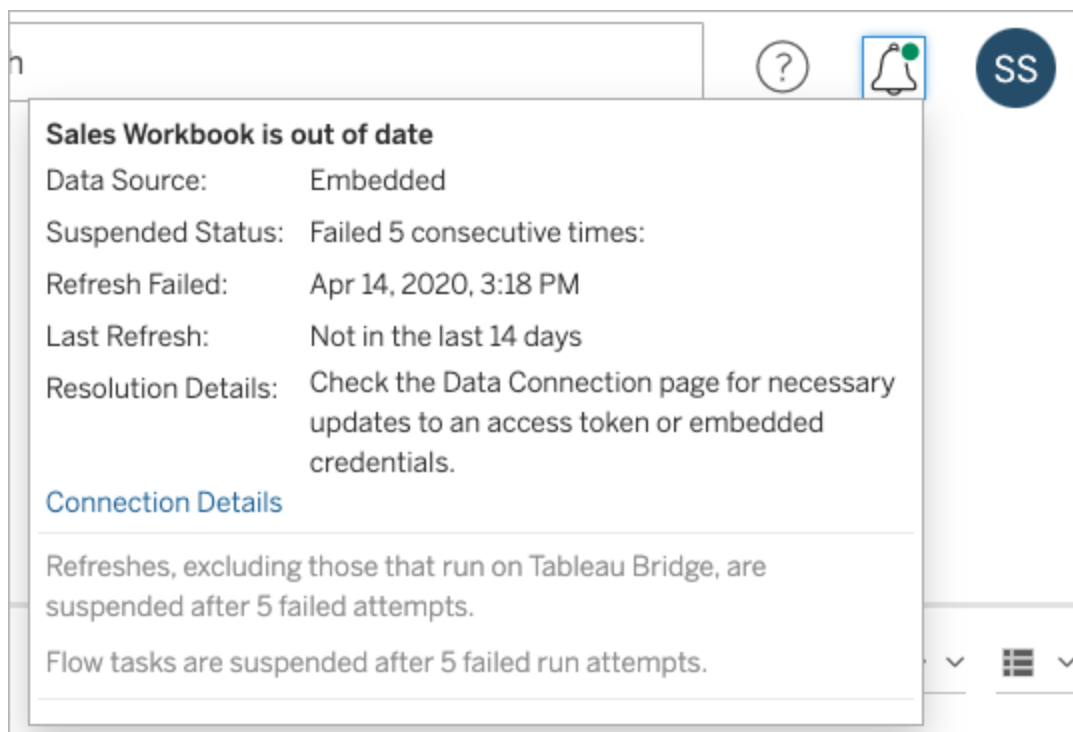 h
?
SS
Sales Workbook is out of date
Data Source: Embedded
Suspended Status: Failed 5 consecutive times:
Refresh Failed: Apr 14, 2020, 3:18 PM
Last Refresh: Not in the last 14 days
Resolution Details: Check the Data Connection page for necessary
updates to an access token or embedded
credentials.
Connection Details
Refreshes, excluding those that run on Tableau Bridge, are
suspended after 5 failed attempts.
Flow tasks are suspended after 5 failed run attempts.